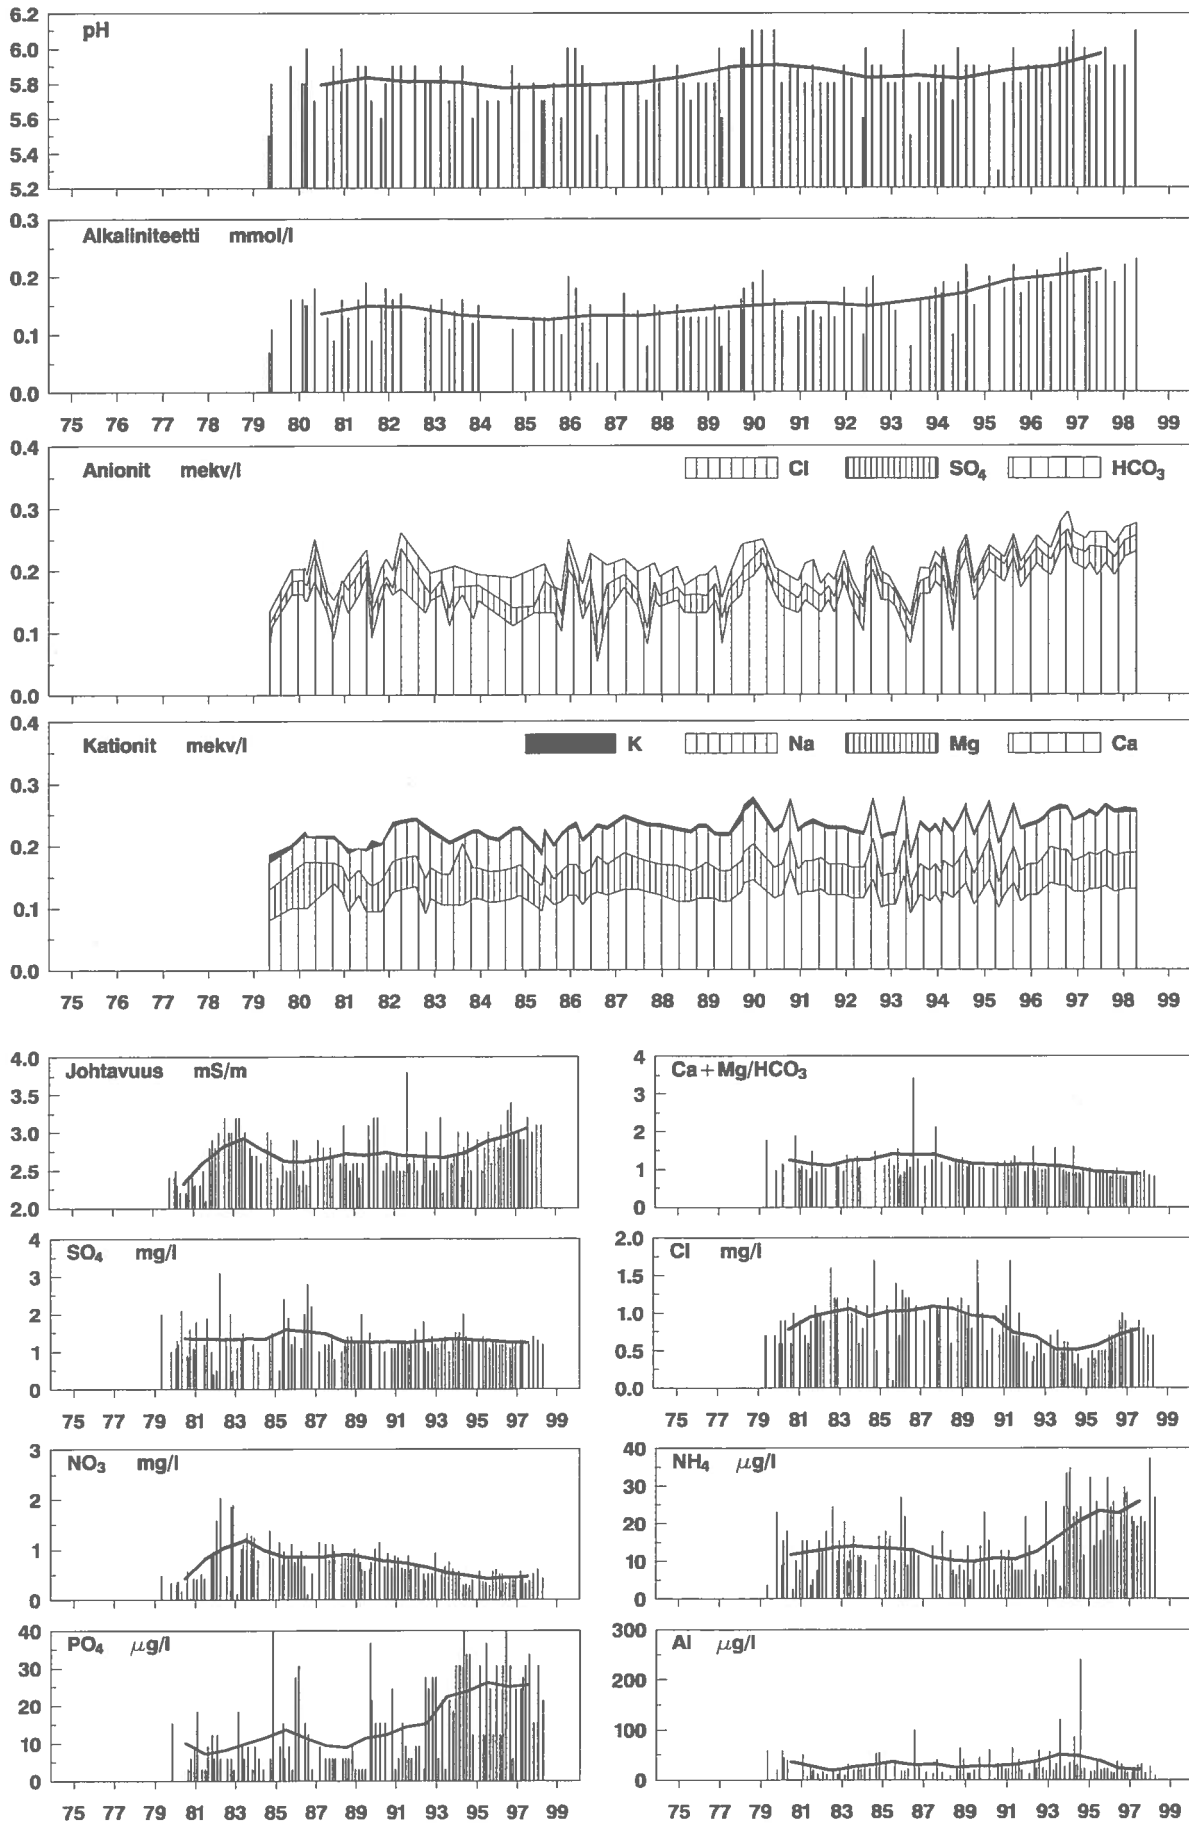 pH
6.2
6.0
5.8
5.6
5.4
5.2
Alkaliniteetti mmol/l
0.3
0.2
0.1
0.0
75 76 77 78 79 80 81 82 83 84 85 86 87 88 89 90 91 92 93 94 95 96 97 98 99
Anionit mekv/l
Cl SO₄ HCO₃
0.4
0.3
0.2
0.1
0.0
Kationit mekv/l
K Na Mg Ca
0.4
0.3
0.2
0.1
0.0
75 76 77 78 79 80 81 82 83 84 85 86 87 88 89 90 91 92 93 94 95 96 97 98 99
Johtavuus mS/m
4.0
3.5
3.0
2.5
2.0
Ca+Mg/HCO₃
4
3
2
1
0
SO₄ mg/l
4
3
2
1
0
75 77 79 81 83 85 87 89 91 93 95 97 99
Cl mg/l
2.0
1.5
1.0
0.5
0.0
75 77 79 81 83 85 87 89 91 93 95 97 99
NO₃ mg/l
3
2
1
0
NH₄ µg/l
40
30
20
10
0
PO₄ µg/l
40
30
20
10
0
75 77 79 81 83 85 87 89 91 93 95 97 99
Al µg/l
300
200
100
0
75 77 79 81 83 85 87 89 91 93 95 97 99